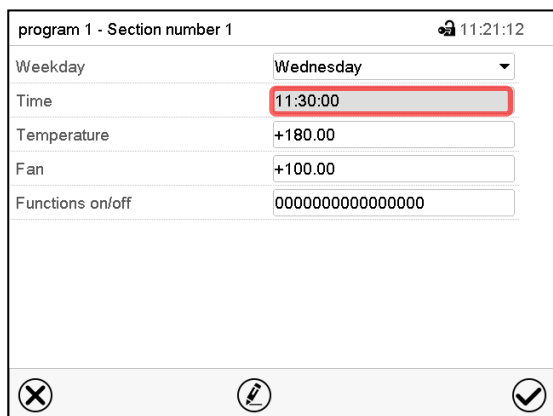 program 1 - Section number 1 11:21:12
Weekday Wednesday
Time 11:30:00
Temperature +180.00
Fan +100.00
Functions on/off 0000000000000000